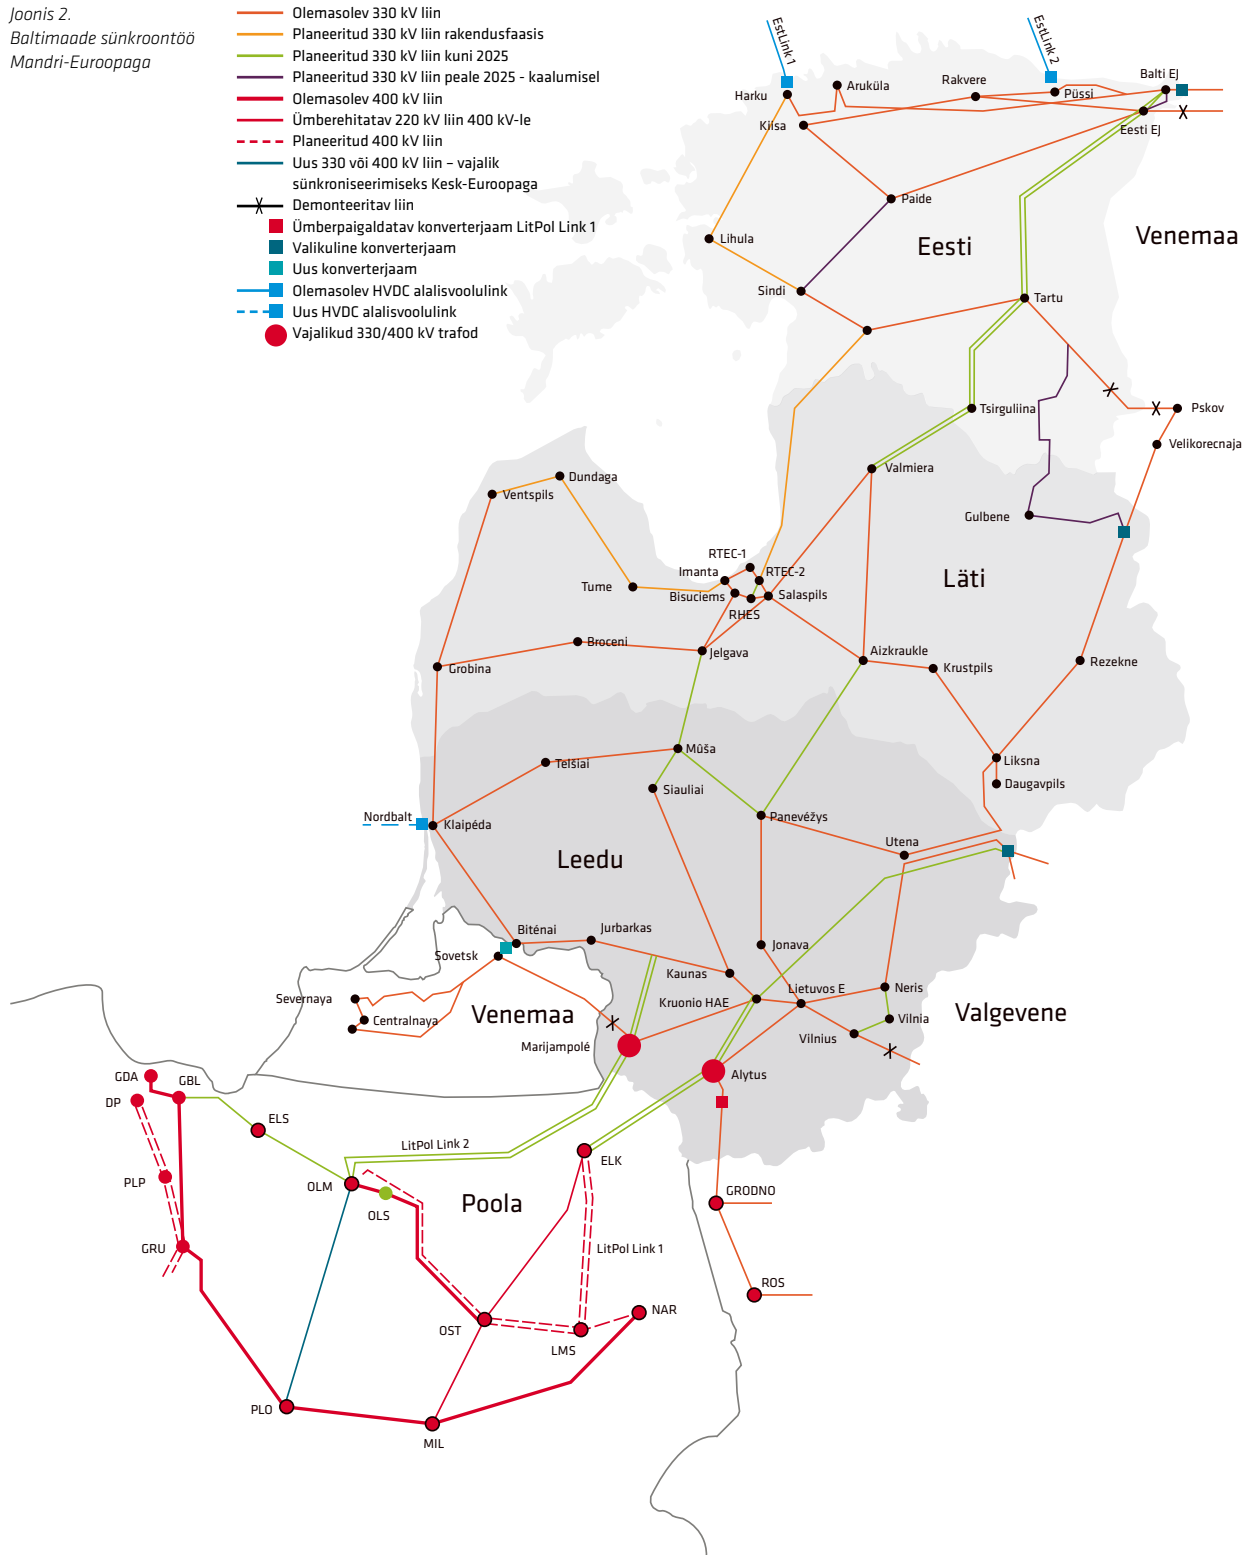 Joonis 2.
Baltimaade sünkroontöö
Mandri-Euroopaga
Olemasolev 330 kV liin
Planeeritud 330 kV liin rakendusfaasis
Planeeritud 330 kV liin kuni 2025
Planeeritud 330 kV liin peale 2025 - kaalumisel
Olemasolev 400 kV liin
Ümberehitatav 220 kV liin 400 kV-le
Planeeritud 400 kV liin
Uus 330 või 400 kV liin – vajalik
sünkroniseerimiseks Kesk-Euroopaga
Demonteeritav liin
Ümberpaigaldatav konverterjaam LitPol Link 1
Valikuline konverterjaam
Uus konverterjaam
Olemasolev HVDC alalisvoolulink
Uus HVDC alalisvoolulink
Vajalikud 330/400 kV trafod
EstLink 1
EstLink 2
Harku
Aruküla
Rakvere
Püssi
Balti EJ
Kiisa
Eesti EJ
Paide
Lihula
Eesti
Venemaa
Sindi
Tartu
Tsirguliina
Pskov
Velikorecnaja
Valmiera
Dundaga
Ventspils
Gulbene
RTEC-1
Imanta
RTEC-2
Tume
Bisuciems
Salaspils
RHES
Läti
Broceni
Jelgava
Aizkraukle
Krustpils
Rezekne
Grobina
Mūša
Telšiai
Liksna
Daugavpils
Siauliai
Nordbalt
Klaipéda
Panevéžys
Utena
Leedu
Biténai
Jurbarkas
Sovetsk
Jonava
Kaunas
Severnaya
Kruonio HAE
Lietuvos E
Neris
Centralnaya
Venemaa
Valgevene
Vilnia
Vilnius
Marijampolé
Alytus
GDA
GBL
DP
ELS
LitPol Link 2
ELK
PLP
OLM
OLS
Poola
GRODNO
GRU
LitPol Link 1
ROS
NAR
OST
LMS
PLO
MIL